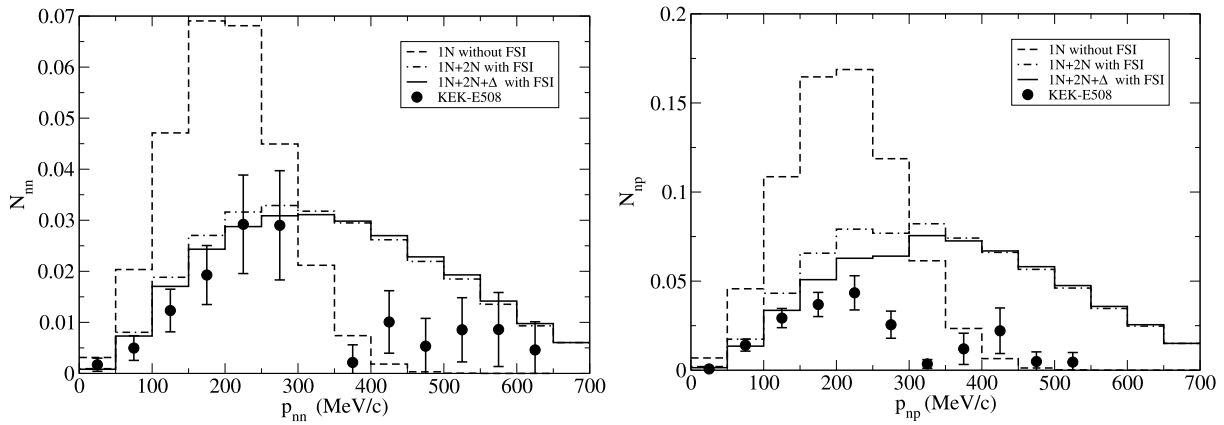 0.07
0.06
0.05
0.04
0.03
0.02
0.01
0
N_nn
0 100 200 300 400 500 600 700
p_nn (MeV/c)
1N without FSI
1N+2N with FSI
1N+2N+Δ with FSI
KEK-E508
0.2
0.15
0.1
0.05
0
N_np
0 100 200 300 400 500 600 700
p_np (MeV/c)
1N without FSI
1N+2N with FSI
1N+2N+Δ with FSI
KEK-E508